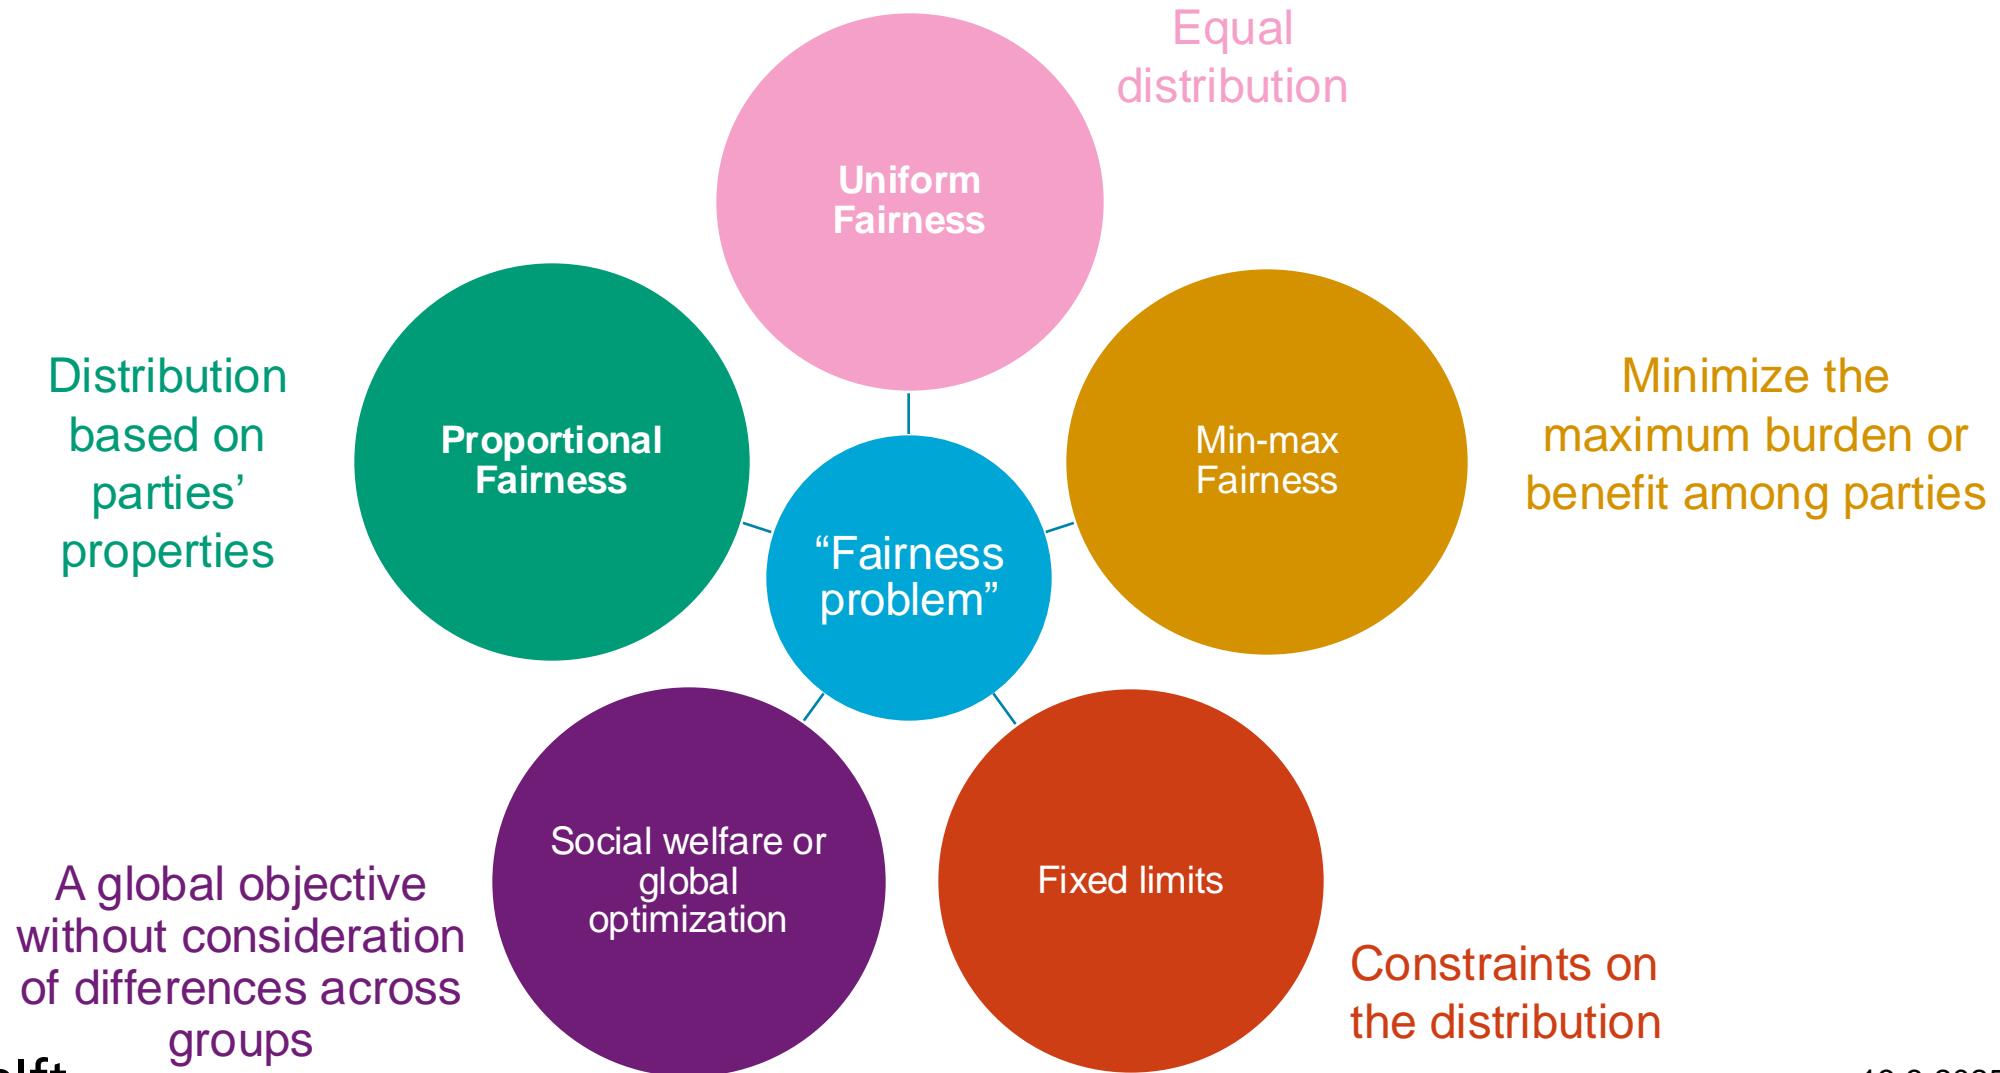 Equal
distribution
Uniform
Fairness
Distribution
based on
parties’
properties
Proportional
Fairness
Min-max
Fairness
Minimize the
maximum burden or
benefit among parties
“Fairness
problem”
Social welfare or
global
optimization
A global objective
without consideration
of differences across
groups
Fixed limits
Constraints on
the distribution